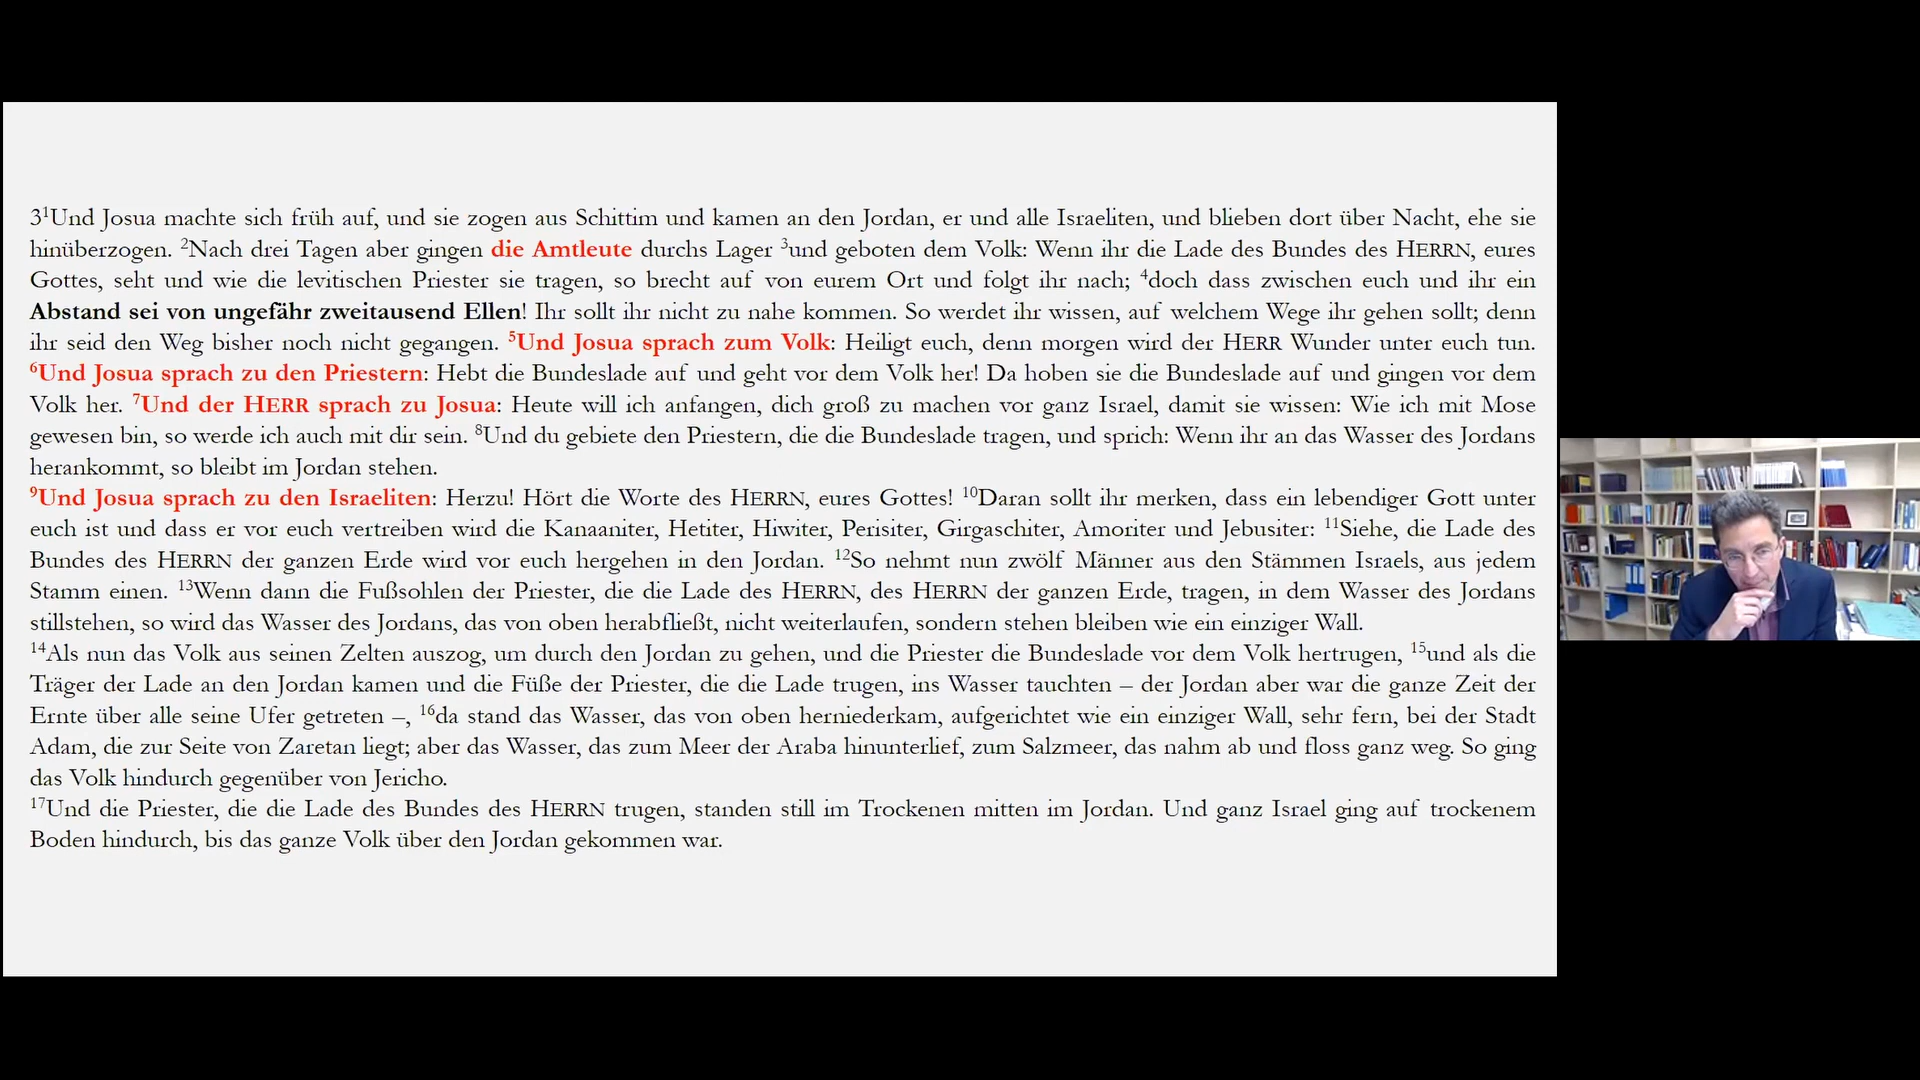 3¹Und Josua machte sich früh auf, und sie zogen aus Schittim und kamen an den Jordan, er und alle Israeliten, und blieben dort über Nacht, ehe sie
hinüberzogen. ²Nach drei Tagen aber gingen die Amtleute durchs Lager ³und geboten dem Volk: Wenn ihr die Lade des Bundes des HERRN, eures
Gottes, seht und wie die levitischen Priester sie tragen, so brecht auf von eurem Ort und folgt ihr nach; ⁴doch dass zwischen euch und ihr ein
Abstand sei von ungefähr zweitausend Ellen! Ihr sollt ihr nicht zu nahe kommen. So werdet ihr wissen, auf welchem Wege ihr gehen sollt; denn
ihr seid den Weg bisher noch nicht gegangen. ⁵Und Josua sprach zum Volk: Heiligt euch, denn morgen wird der HERR Wunder unter euch tun.
⁶Und Josua sprach zu den Priestern: Hebt die Bundeslade auf und geht vor dem Volk her! Da hoben sie die Bundeslade auf und gingen vor dem
Volk her. ⁷Und der HERR sprach zu Josua: Heute will ich anfangen, dich groß zu machen vor ganz Israel, damit sie wissen: Wie ich mit Mose
gewesen bin, so werde ich auch mit dir sein. ⁸Und du gebiete den Priestern, die die Bundeslade tragen, und sprich: Wenn ihr an das Wasser des Jordans
herankommt, so bleibt im Jordan stehen.
⁹Und Josua sprach zu den Israeliten: Herzu! Hört die Worte des HERRN, eures Gottes! ¹⁰Daran sollt ihr merken, dass ein lebendiger Gott unter
euch ist und dass er vor euch vertreiben wird die Kanaaniter, Hetiter, Hiwiter, Perisiter, Girgaschiter, Amoriter und Jebusiter: ¹¹Siehe, die Lade des
Bundes des HERRN der ganzen Erde wird vor euch hergehen in den Jordan. ¹²So nehmt nun zwölf Männer aus den Stämmen Israels, aus jedem
Stamm einen. ¹³Wenn dann die Fußsohlen der Priester, die die Lade des HERRN, des HERRN der ganzen Erde, tragen, in dem Wasser des Jordans
stillstehen, so wird das Wasser des Jordans, das von oben herabfließt, nicht weiterlaufen, sondern stehen bleiben wie ein einziger Wall.
¹⁴Als nun das Volk aus seinen Zelten auszog, um durch den Jordan zu gehen, und die Priester die Bundeslade vor dem Volk hertrugen, ¹⁵und als die
Träger der Lade an den Jordan kamen und die Füße der Priester, die die Lade trugen, ins Wasser tauchten – der Jordan aber war die ganze Zeit der
Ernte über alle seine Ufer getreten –, ¹⁶da stand das Wasser, das von oben herniederkam, aufgerichtet wie ein einziger Wall, sehr fern, bei der Stadt
Adam, die zur Seite von Zaretan liegt; aber das Wasser, das zum Meer der Araba hinunterlief, zum Salzmeer, das nahm ab und floss ganz weg. So ging
das Volk hindurch gegenüber von Jericho.
¹⁷Und die Priester, die die Lade des Bundes des HERRN trugen, standen still im Trockenen mitten im Jordan. Und ganz Israel ging auf trockenem
Boden hindurch, bis das ganze Volk über den Jordan gekommen war.